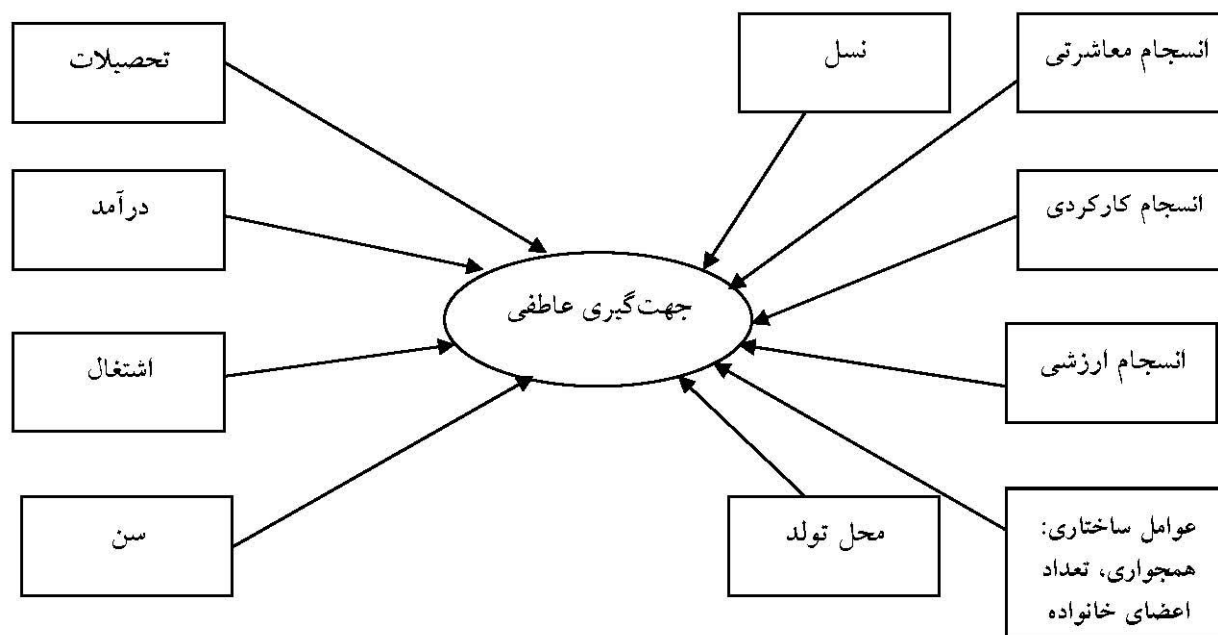 انسجام معاشرتی
نسل
تحصیلات
انسجام کارکردی
درآمد
جهت‌گیری عاطفی
انسجام ارزشی
اشتغال
عوامل ساختاری:
همجواری، تعداد
اعضای خانواده
محل تولد
سن